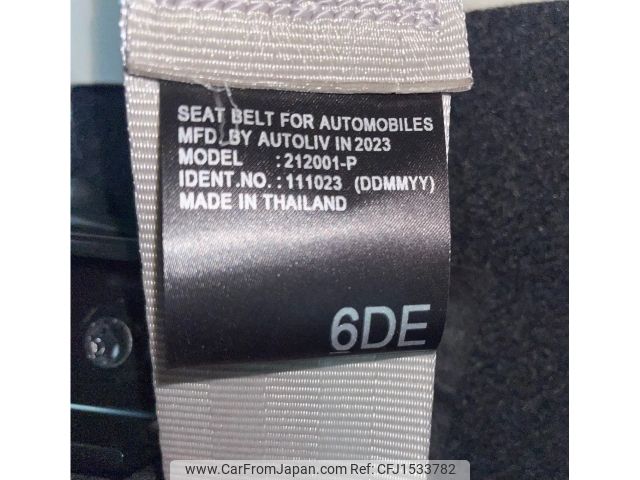 SEAT BELT FOR AUTOMOBILES
MFD. BY AUTOLIV IN 2023
MODEL : 212001-P
IDENT.NO. : 111023 (DDMMYY)
MADE IN THAILAND
6DE
www.CarFromJapan.com CFJ1533782